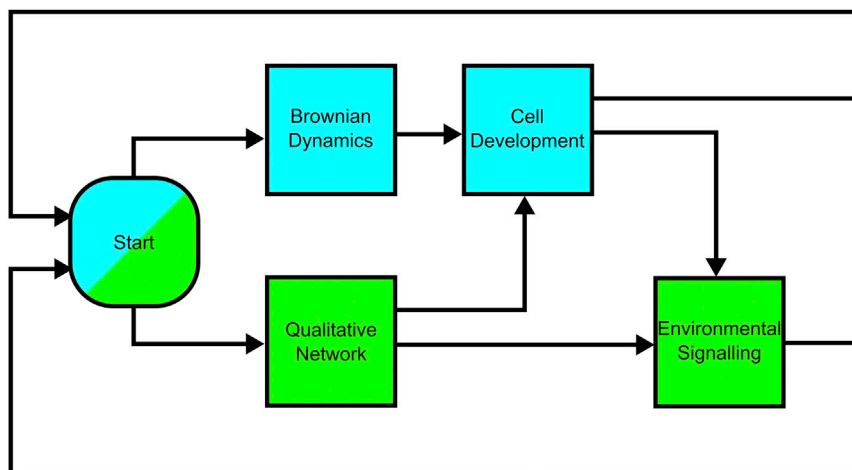 Brownian
Dynamics
Cell
Development
Start
Qualitative
Network
Environmental
Signalling